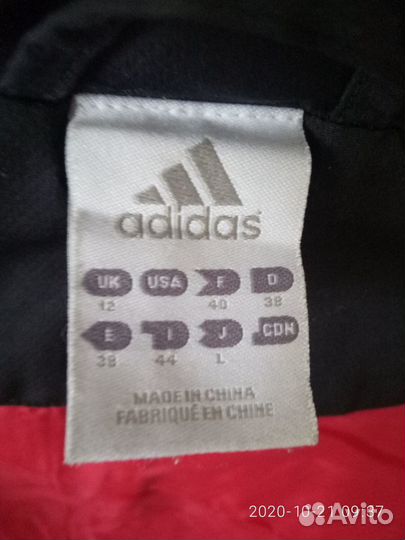 adidas
UK USA F D
12 40 38
E I J CDN
38 44 L
MADE IN CHINA
FABRIQUÉ EN CHINE
2020-10-21 09:37
Avito